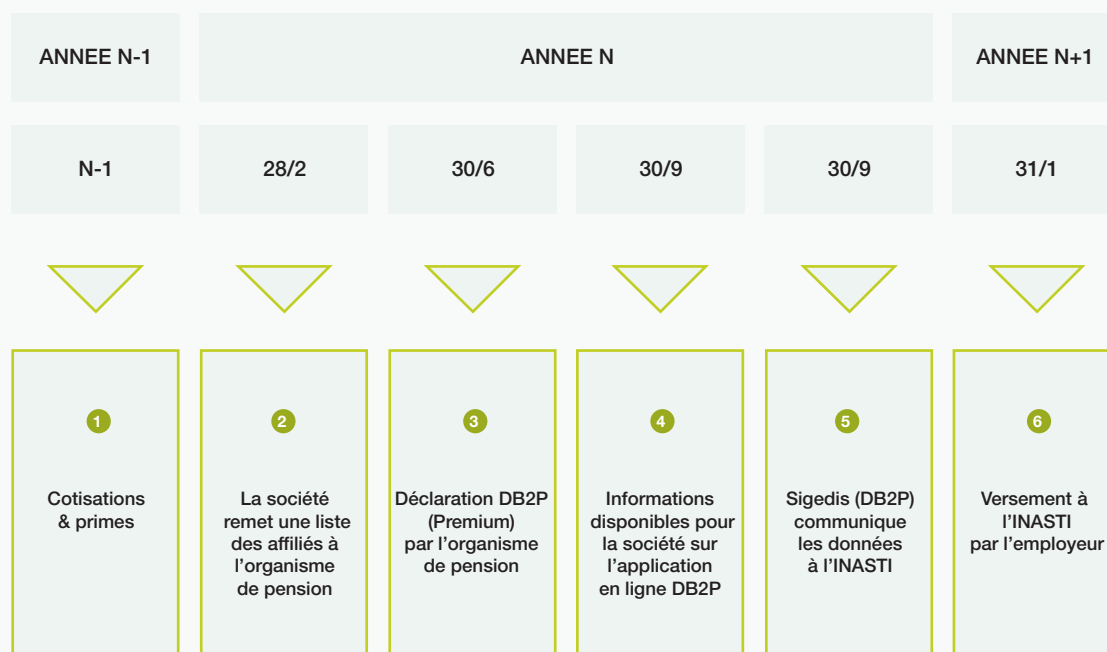 ANNEE N-1
ANNEE N
ANNEE N+1
N-1
28/2
30/6
30/9
30/9
31/1
1
Cotisations
& primes
2
La société
remet une liste
des affiliés à
l’organisme
de pension
3
Déclaration DB2P
(Premium)
par l’organisme
de pension
4
Informations
disponibles pour
la société sur
l’application
en ligne DB2P
5
Sigedis (DB2P)
communique
les données
à l’INASTI
6
Versement à
l’INASTI
par l’employeur